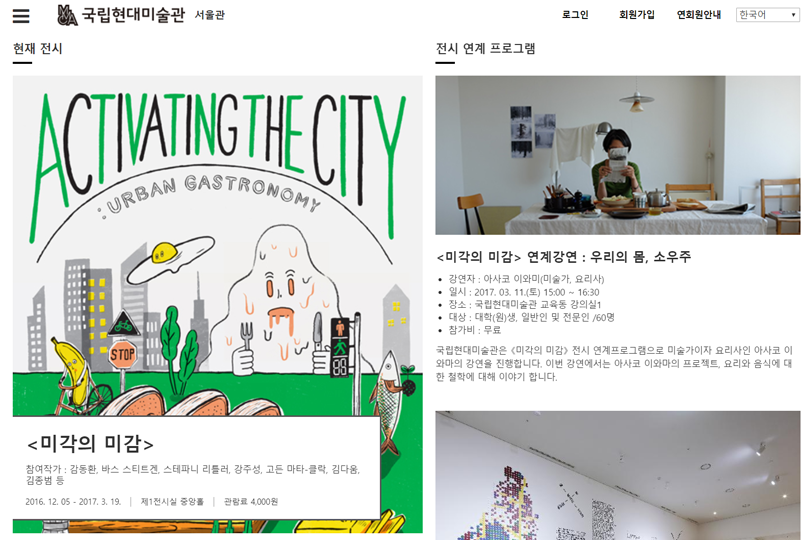 MMCA 국립현대미술관 서울관
로그인 회원가입 연회원안내 한국어
현재 전시
ACTIVATING THE CITY
: URBAN GASTRONOMY
STOP
<미각의 미감>
참여작가 : 감동환, 바스 스티트겐, 스테파니 리틀러, 강주성, 고든 마타-클락, 김다움,
김종범 등
2016. 12. 05 - 2017. 3. 19. | 제1전시실 중앙홀 | 관람료 4,000원
전시 연계 프로그램
<미각의 미감> 연계강연 : 우리의 몸, 소우주
• 강연자 : 아사코 이와미(미술가, 요리사)
• 일시 : 2017. 03. 11.(토) 15:00 ~ 16:30
• 장소 : 국립현대미술관 교육동 강의실1
• 대상 : 대학(원)생, 일반인 및 전문인 /60명
• 참가비 : 무료
국립현대미술관은 《미각의 미감》 전시 연계프로그램으로 미술가이자 요리사인 아사코 이
와마의 강연을 진행합니다. 이번 강연에서는 아사코 이와마의 프로젝트, 요리와 음식에 대
한 철학에 대해 이야기 합니다.